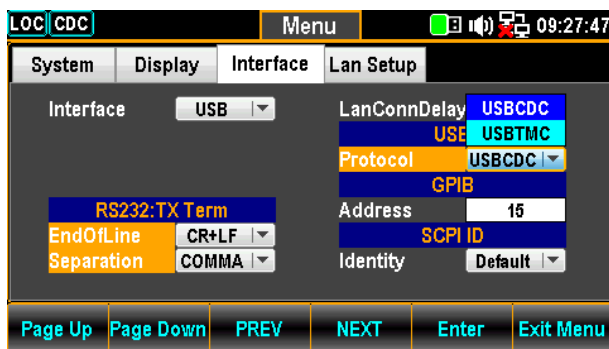 LOC CDC Menu 09:27:47
System Display Interface Lan Setup
Interface USB LanConnDelay USBCDC
USB USBTMC
Protocol USBCDC
GPIB
RS232:TX Term Address 15
EndOfLine CR+LF SCPI ID
Separation COMMA Identity Default
Page Up Page Down PREV NEXT Enter Exit Menu